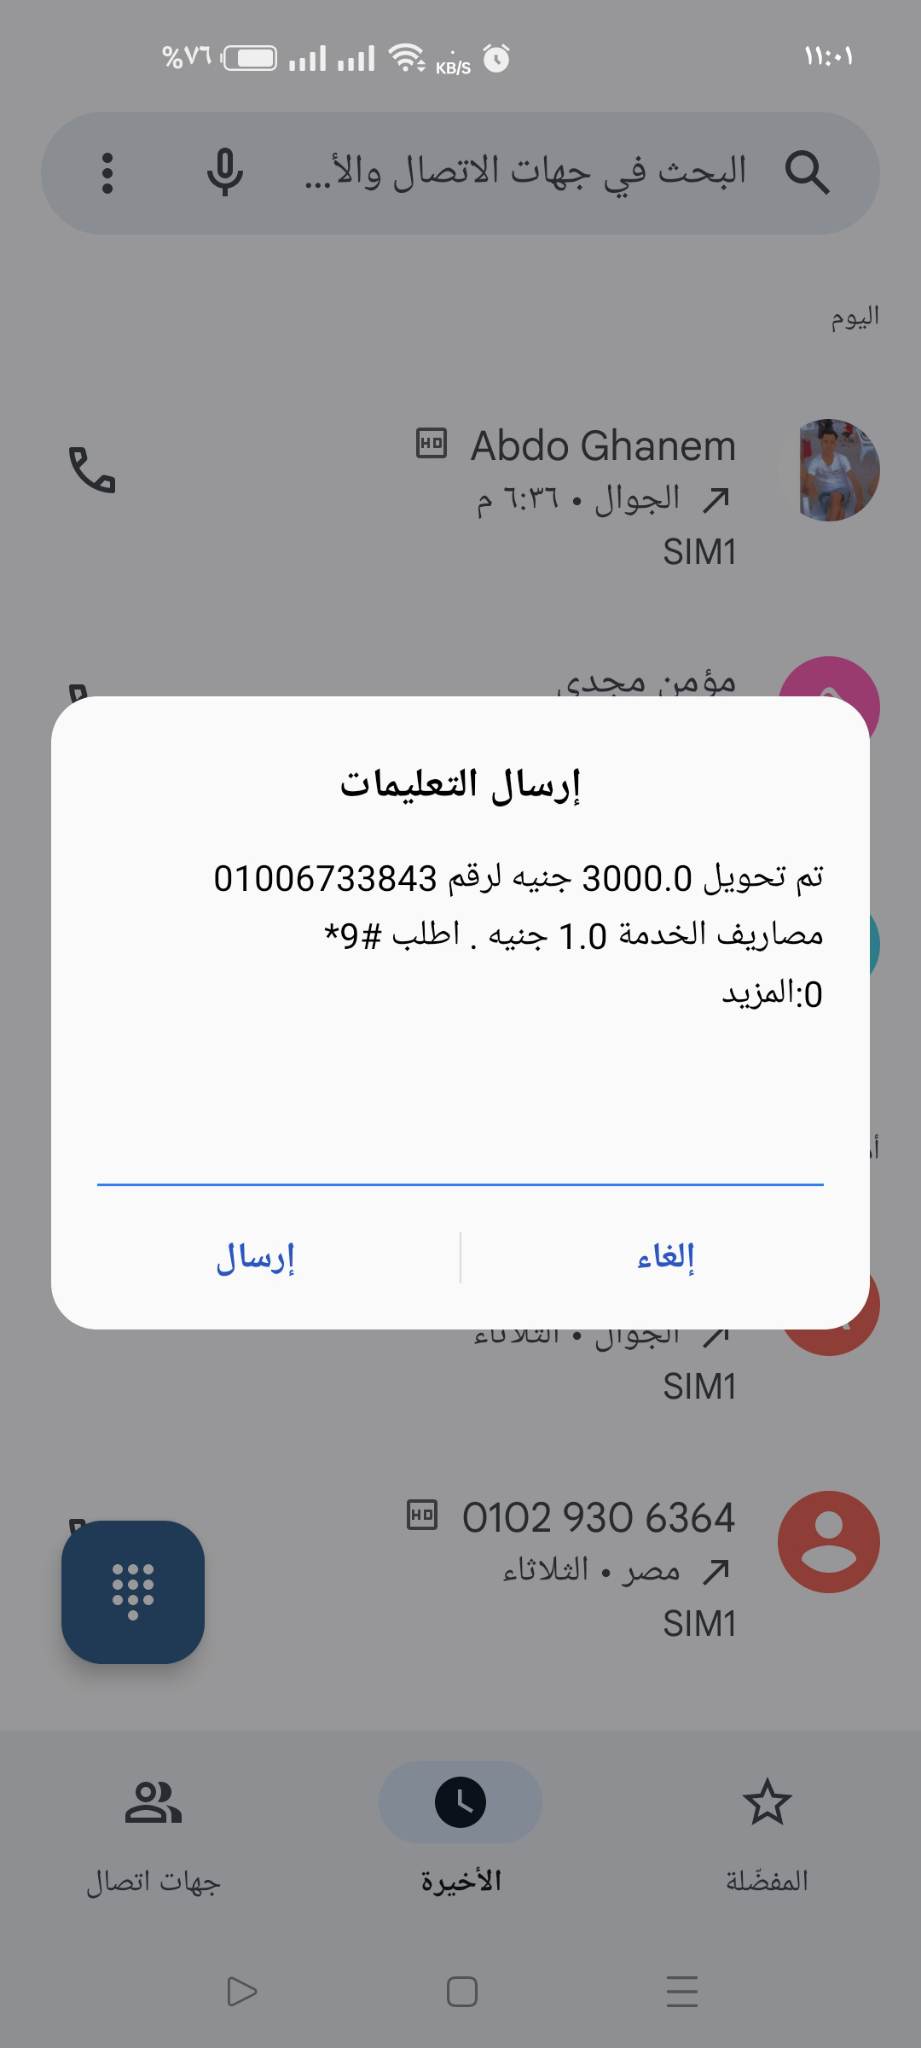 ١١:٠١
KB/S
%٧٦
البحث في جهات الاتصال والأ...
اليوم
Abdo Ghanem HD
الجوال • ٦:٣٦ م
SIM1
مؤمن مجدي
إرسال التعليمات
تم تحويل 3000.0 جنيه لرقم 01006733843
مصاريف الخدمة 1.0 جنيه . اطلب #9*
0:المزيد
إلغاء
إرسال
الجوال • الثلاثاء
SIM1
0102 930 6364 HD
مصر • الثلاثاء
SIM1
المفضّلة
الأخيرة
جهات اتصال